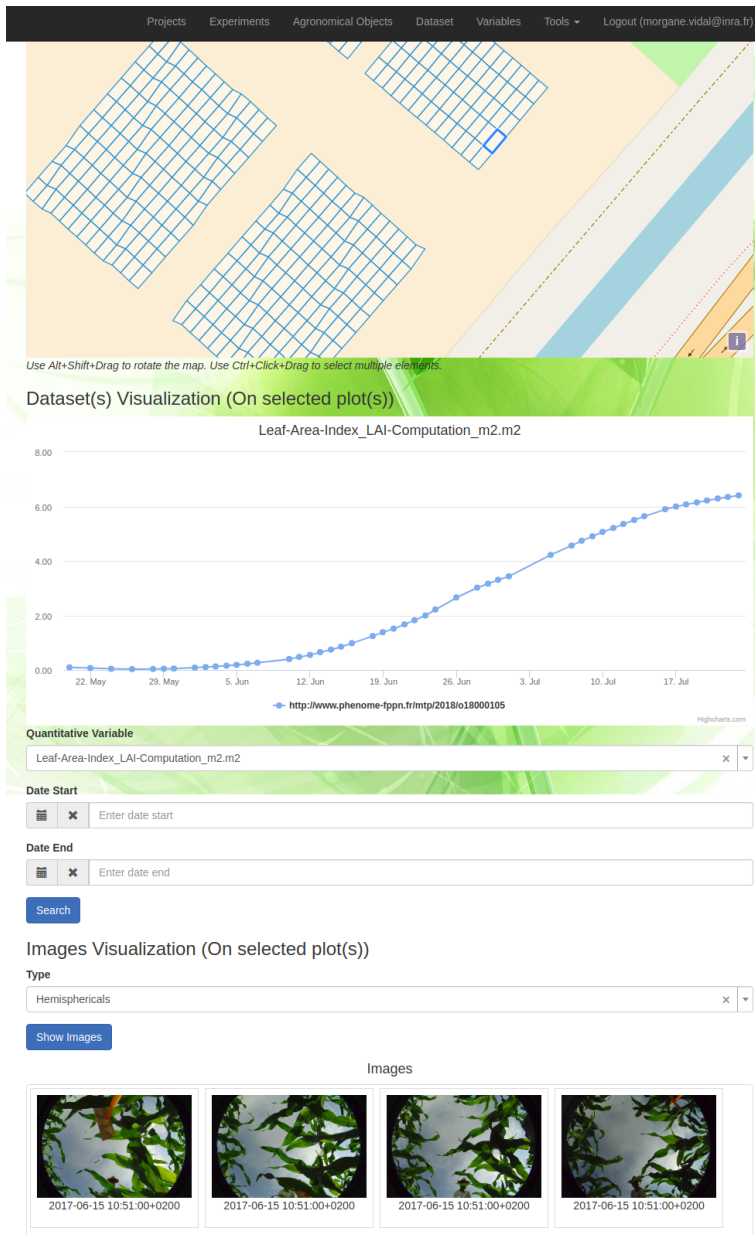 Projects Experiments Agronomical Objects Dataset Variables Tools Logout (morgane.vidal@inra.fr)
i
Use Alt+Shift+Drag to rotate the map. Use Ctrl+Click+Drag to select multiple elements.
Dataset(s) Visualization (On selected plot(s))
Leaf-Area-Index_LAI-Computation_m2.m2
8.00
6.00
4.00
2.00
0.00
22. May 29. May 5. Jun 12. Jun 19. Jun 26. Jun 3. Jul 10. Jul 17. Jul
http://www.phenome-fppn.fr/mtp/2018/o18000105
Highcharts.com
Quantitative Variable
Leaf-Area-Index_LAI-Computation_m2.m2
Date Start
Enter date start
Date End
Enter date end
Search
Images Visualization (On selected plot(s))
Type
Hemisphericals
Show Images
Images
2017-06-15 10:51:00+0200 2017-06-15 10:51:00+0200 2017-06-15 10:51:00+0200 2017-06-15 10:51:00+0200